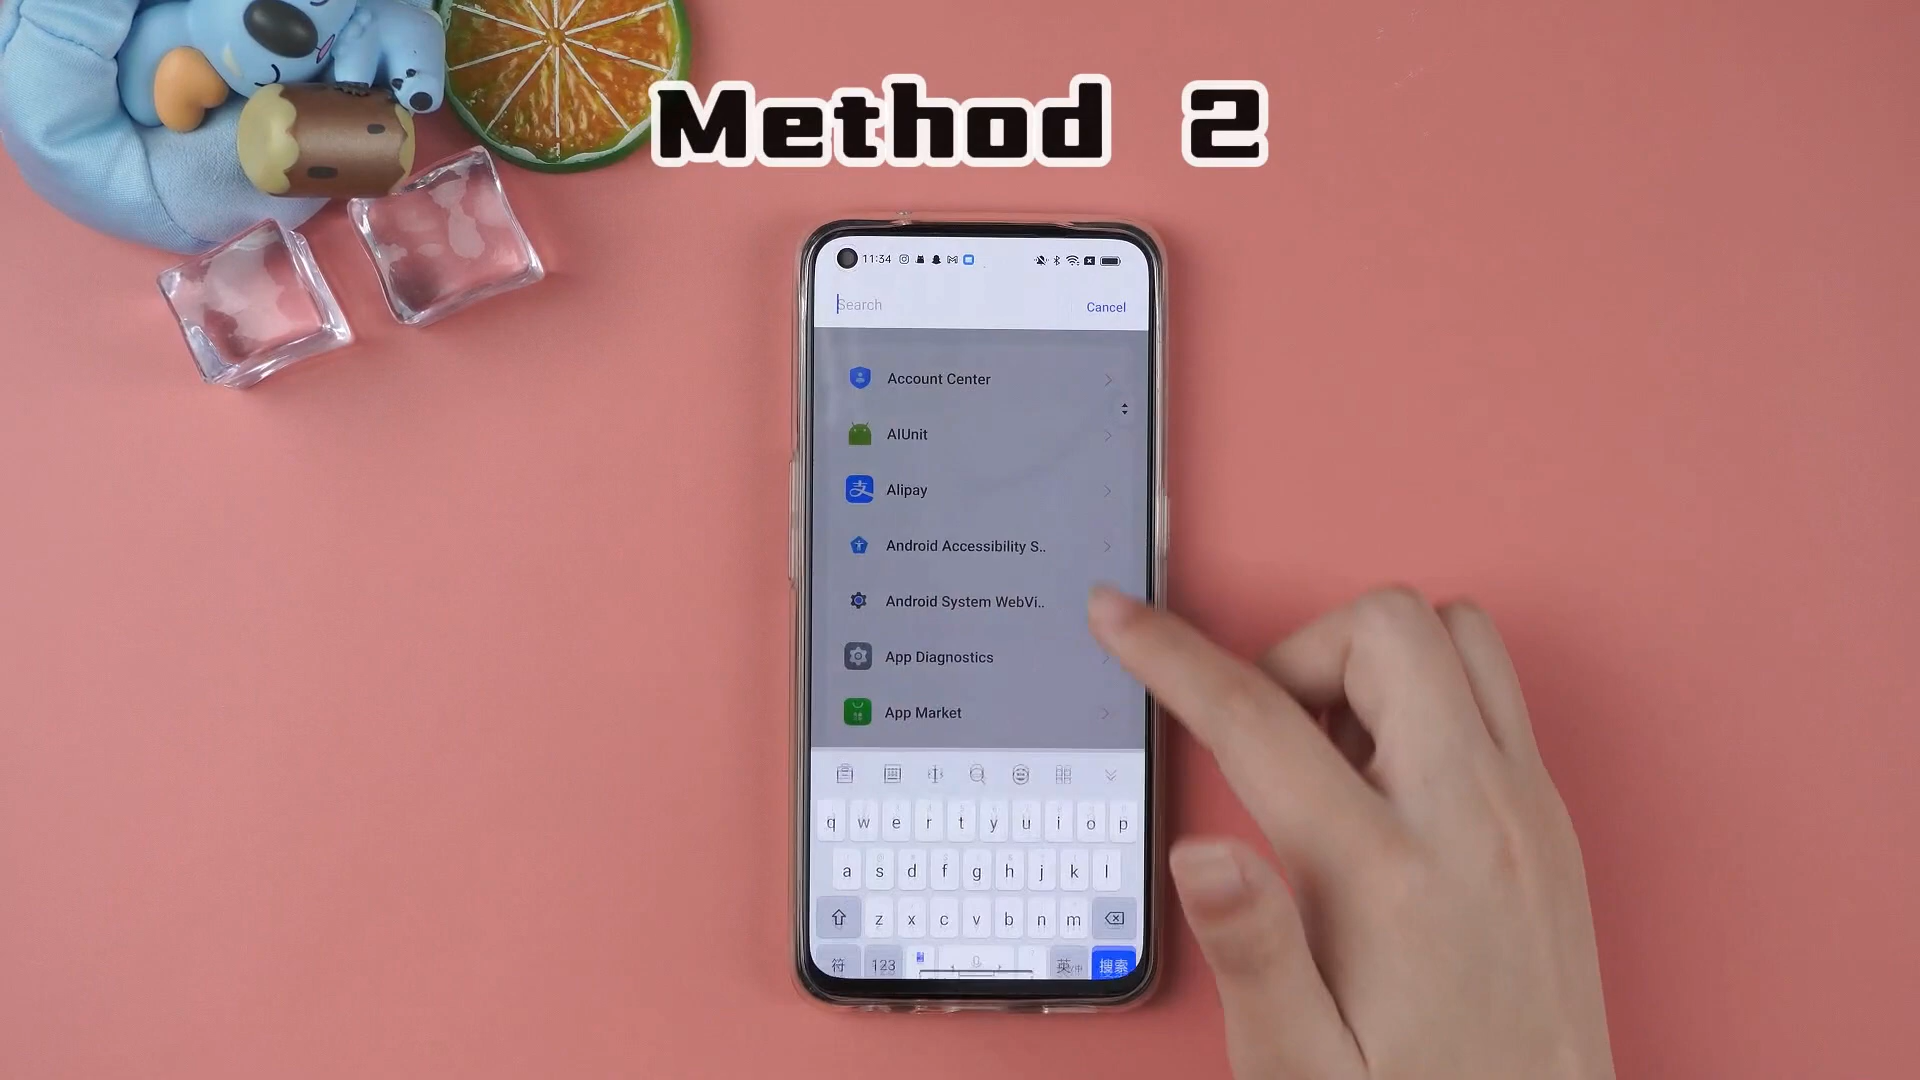 Method 2
11:34
Search
Cancel
Account Center
AIUnit
Alipay
Android Accessibility S..
Android System WebVi..
App Diagnostics
App Market
q w e r t y u i o p
a s d f g h j k l
z x c v b n m
符 123 英/中 搜索